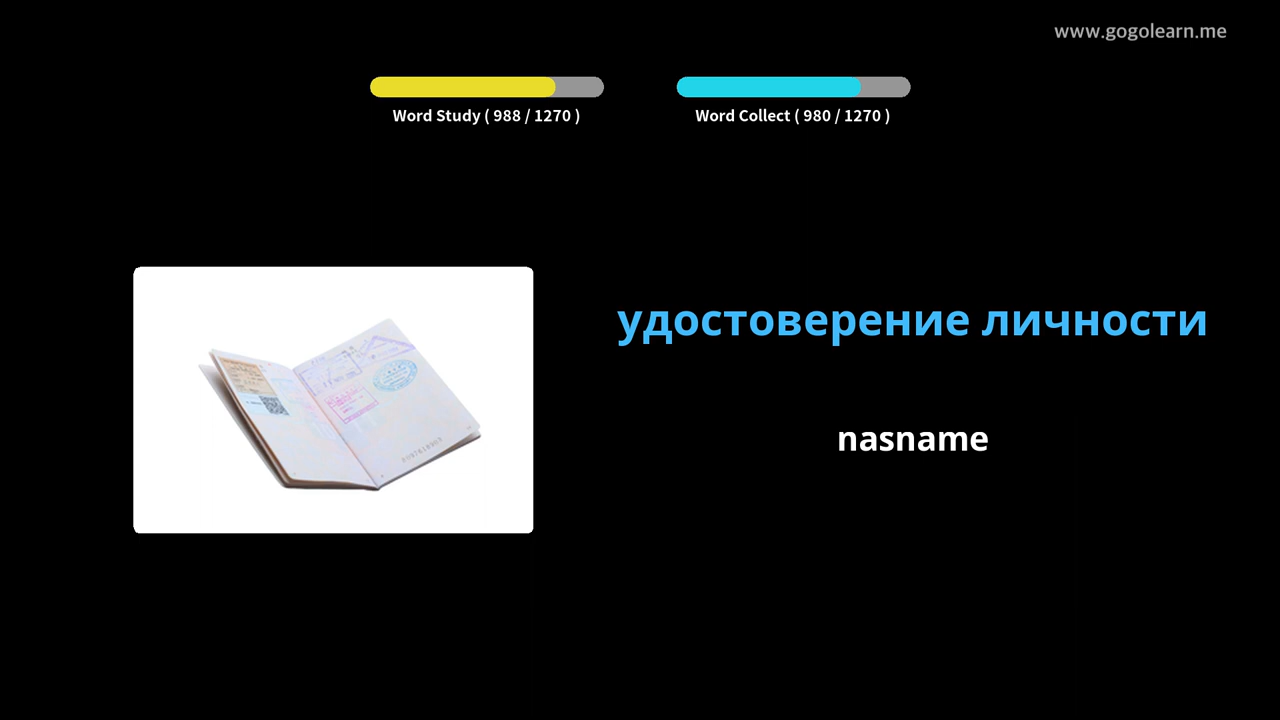 www.gogolearn.me
Word Study ( 988 / 1270 )
Word Collect ( 980 / 1270 )
удостоверение личности
nasname